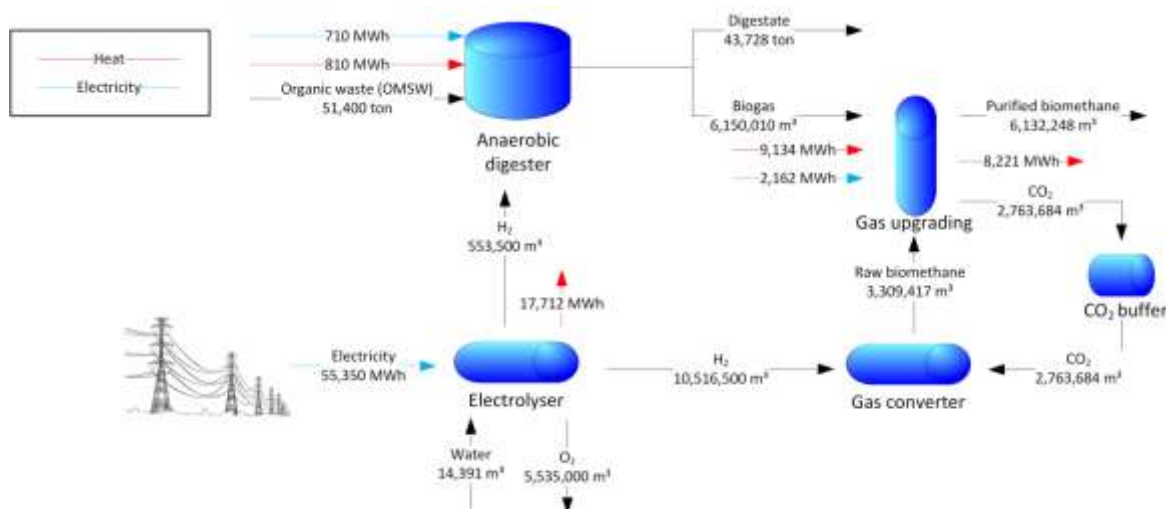 Heat
Electricity
710 MWh
810 MWh
Organic waste (OMSW)
51,400 ton
Anaerobic
digester
Digestate
43,728 ton
Biogas
6,150,010 m³
9,134 MWh
2,162 MWh
Purified biomethane
6,132,248 m³
8,221 MWh
CO₂
2,763,684 m³
Gas upgrading
H₂
553,500 m³
17,712 MWh
Raw biomethane
3,309,417 m³
CO₂ buffer
Electricity
55,350 MWh
Electrolyser
H₂
10,516,500 m³
Gas converter
CO₂
2,763,684 m³
Water
14,391 m³
O₂
5,535,000 m³